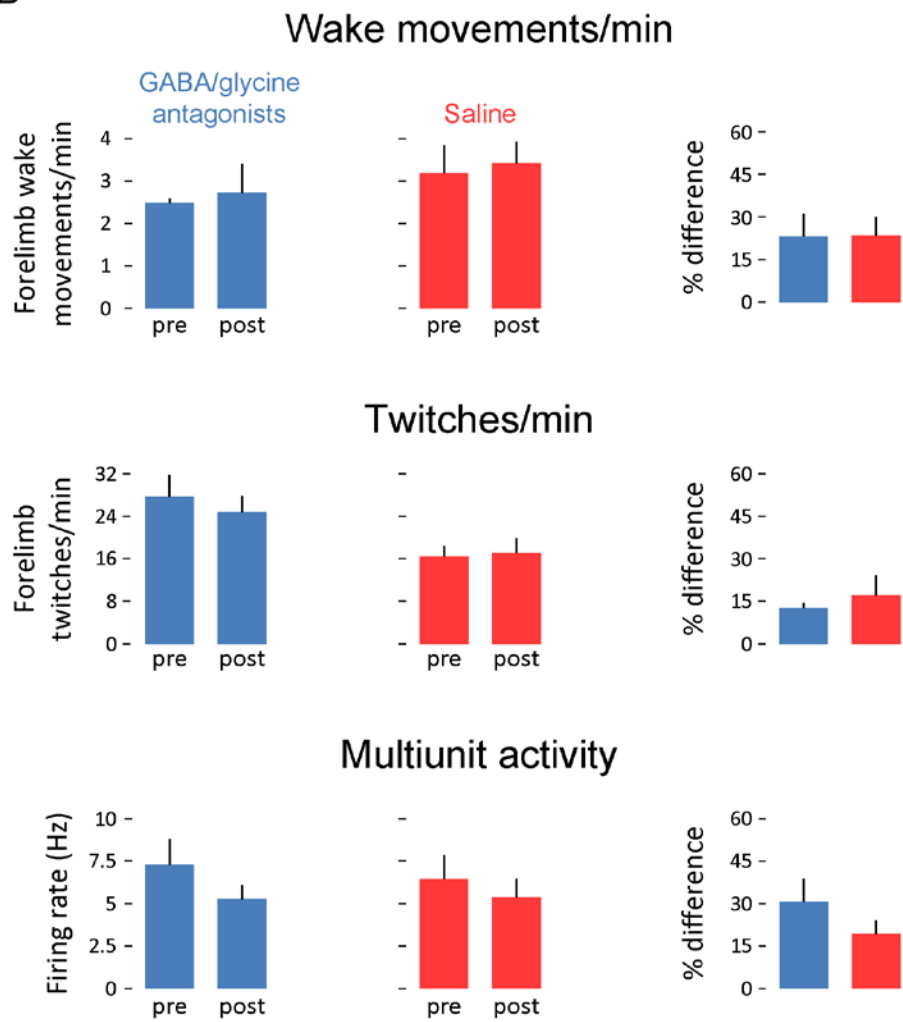 Wake movements/min
GABA/glycine
antagonists
Saline
Forelimb wake
movements/min
4
3
2
1
0
pre post
pre post
% difference
60
45
30
15
0
Twitches/min
Forelimb
twitches/min
32
24
16
8
0
pre post
pre post
% difference
60
45
30
15
0
Multiunit activity
Firing rate (Hz)
10
7.5
5
2.5
0
pre post
pre post
% difference
60
45
30
15
0